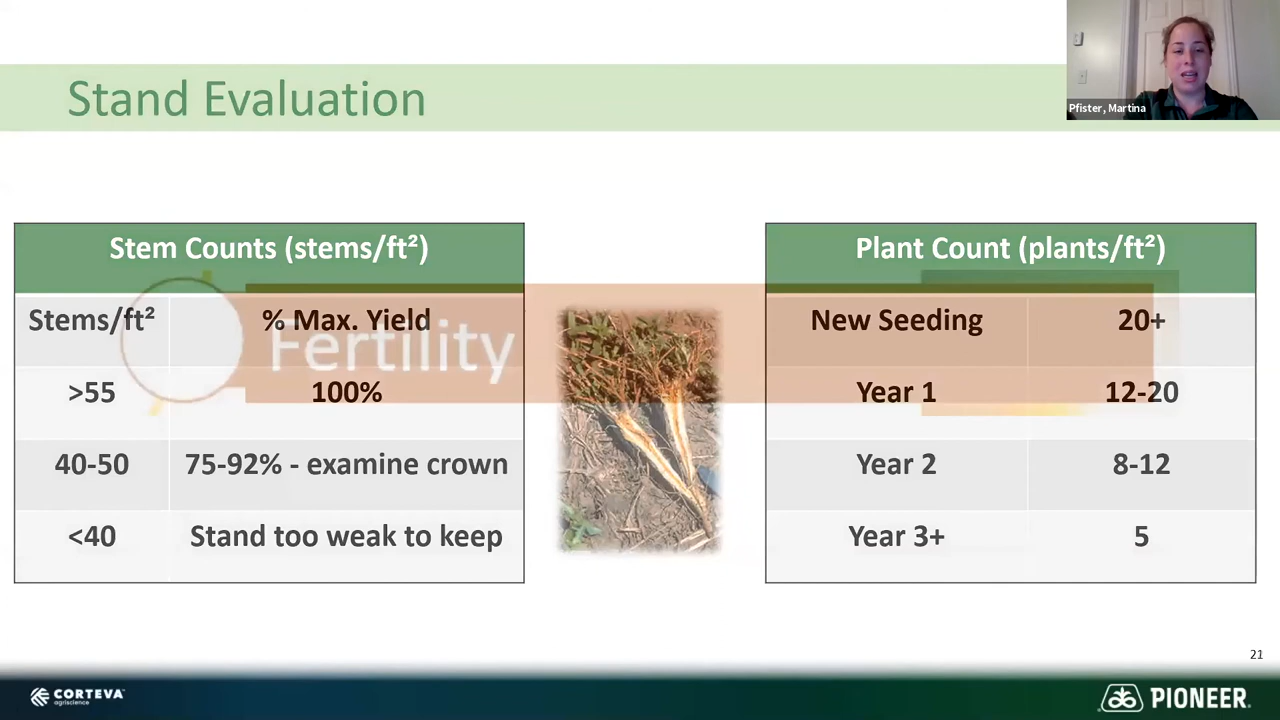 Stand Evaluation
Pfister, Martina
Stem Counts (stems/ft²)
Stems/ft² % Max. Yield
>55 100%
40-50 75-92% - examine crown
<40 Stand too weak to keep
Fertility
Plant Count (plants/ft²)
New Seeding 20+
Year 1 12-20
Year 2 8-12
Year 3+ 5
21
CORTEVA
agriscience
PIONEER